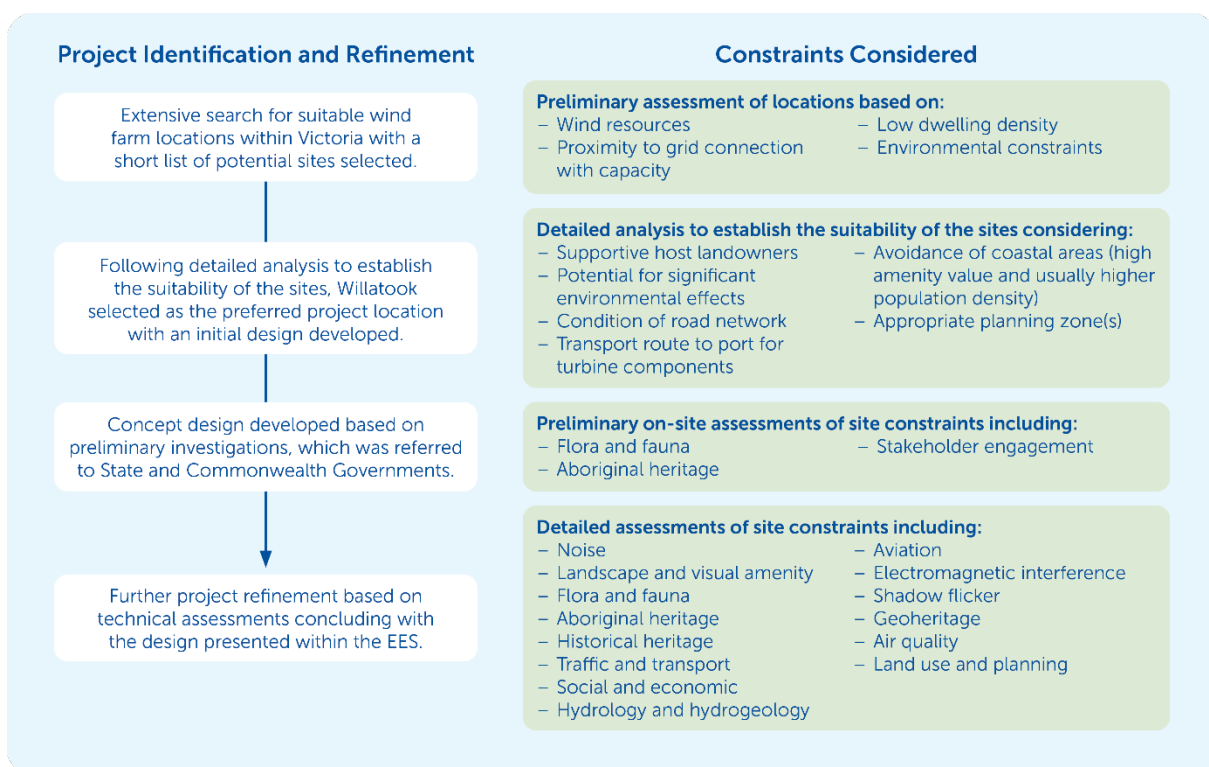 Project Identification and Refinement
Extensive search for suitable wind
farm locations within Victoria with a
short list of potential sites selected.
Following detailed analysis to establish
the suitability of the sites, Willatook
selected as the preferred project location
with an initial design developed.
Concept design developed based on
preliminary investigations, which was referred
to State and Commonwealth Governments.
Further project refinement based on
technical assessments concluding with
the design presented within the EES.
Constraints Considered
Preliminary assessment of locations based on:
– Wind resources
– Proximity to grid connection
with capacity
– Low dwelling density
– Environmental constraints
Detailed analysis to establish the suitability of the sites considering:
– Supportive host landowners
– Potential for significant
environmental effects
– Condition of road network
– Transport route to port for
turbine components
– Avoidance of coastal areas (high
amenity value and usually higher
population density)
– Appropriate planning zone(s)
Preliminary on-site assessments of site constraints including:
– Flora and fauna
– Aboriginal heritage
– Stakeholder engagement
Detailed assessments of site constraints including:
– Noise
– Landscape and visual amenity
– Flora and fauna
– Aboriginal heritage
– Historical heritage
– Traffic and transport
– Social and economic
– Hydrology and hydrogeology
– Aviation
– Electromagnetic interference
– Shadow flicker
– Geoheritage
– Air quality
– Land use and planning